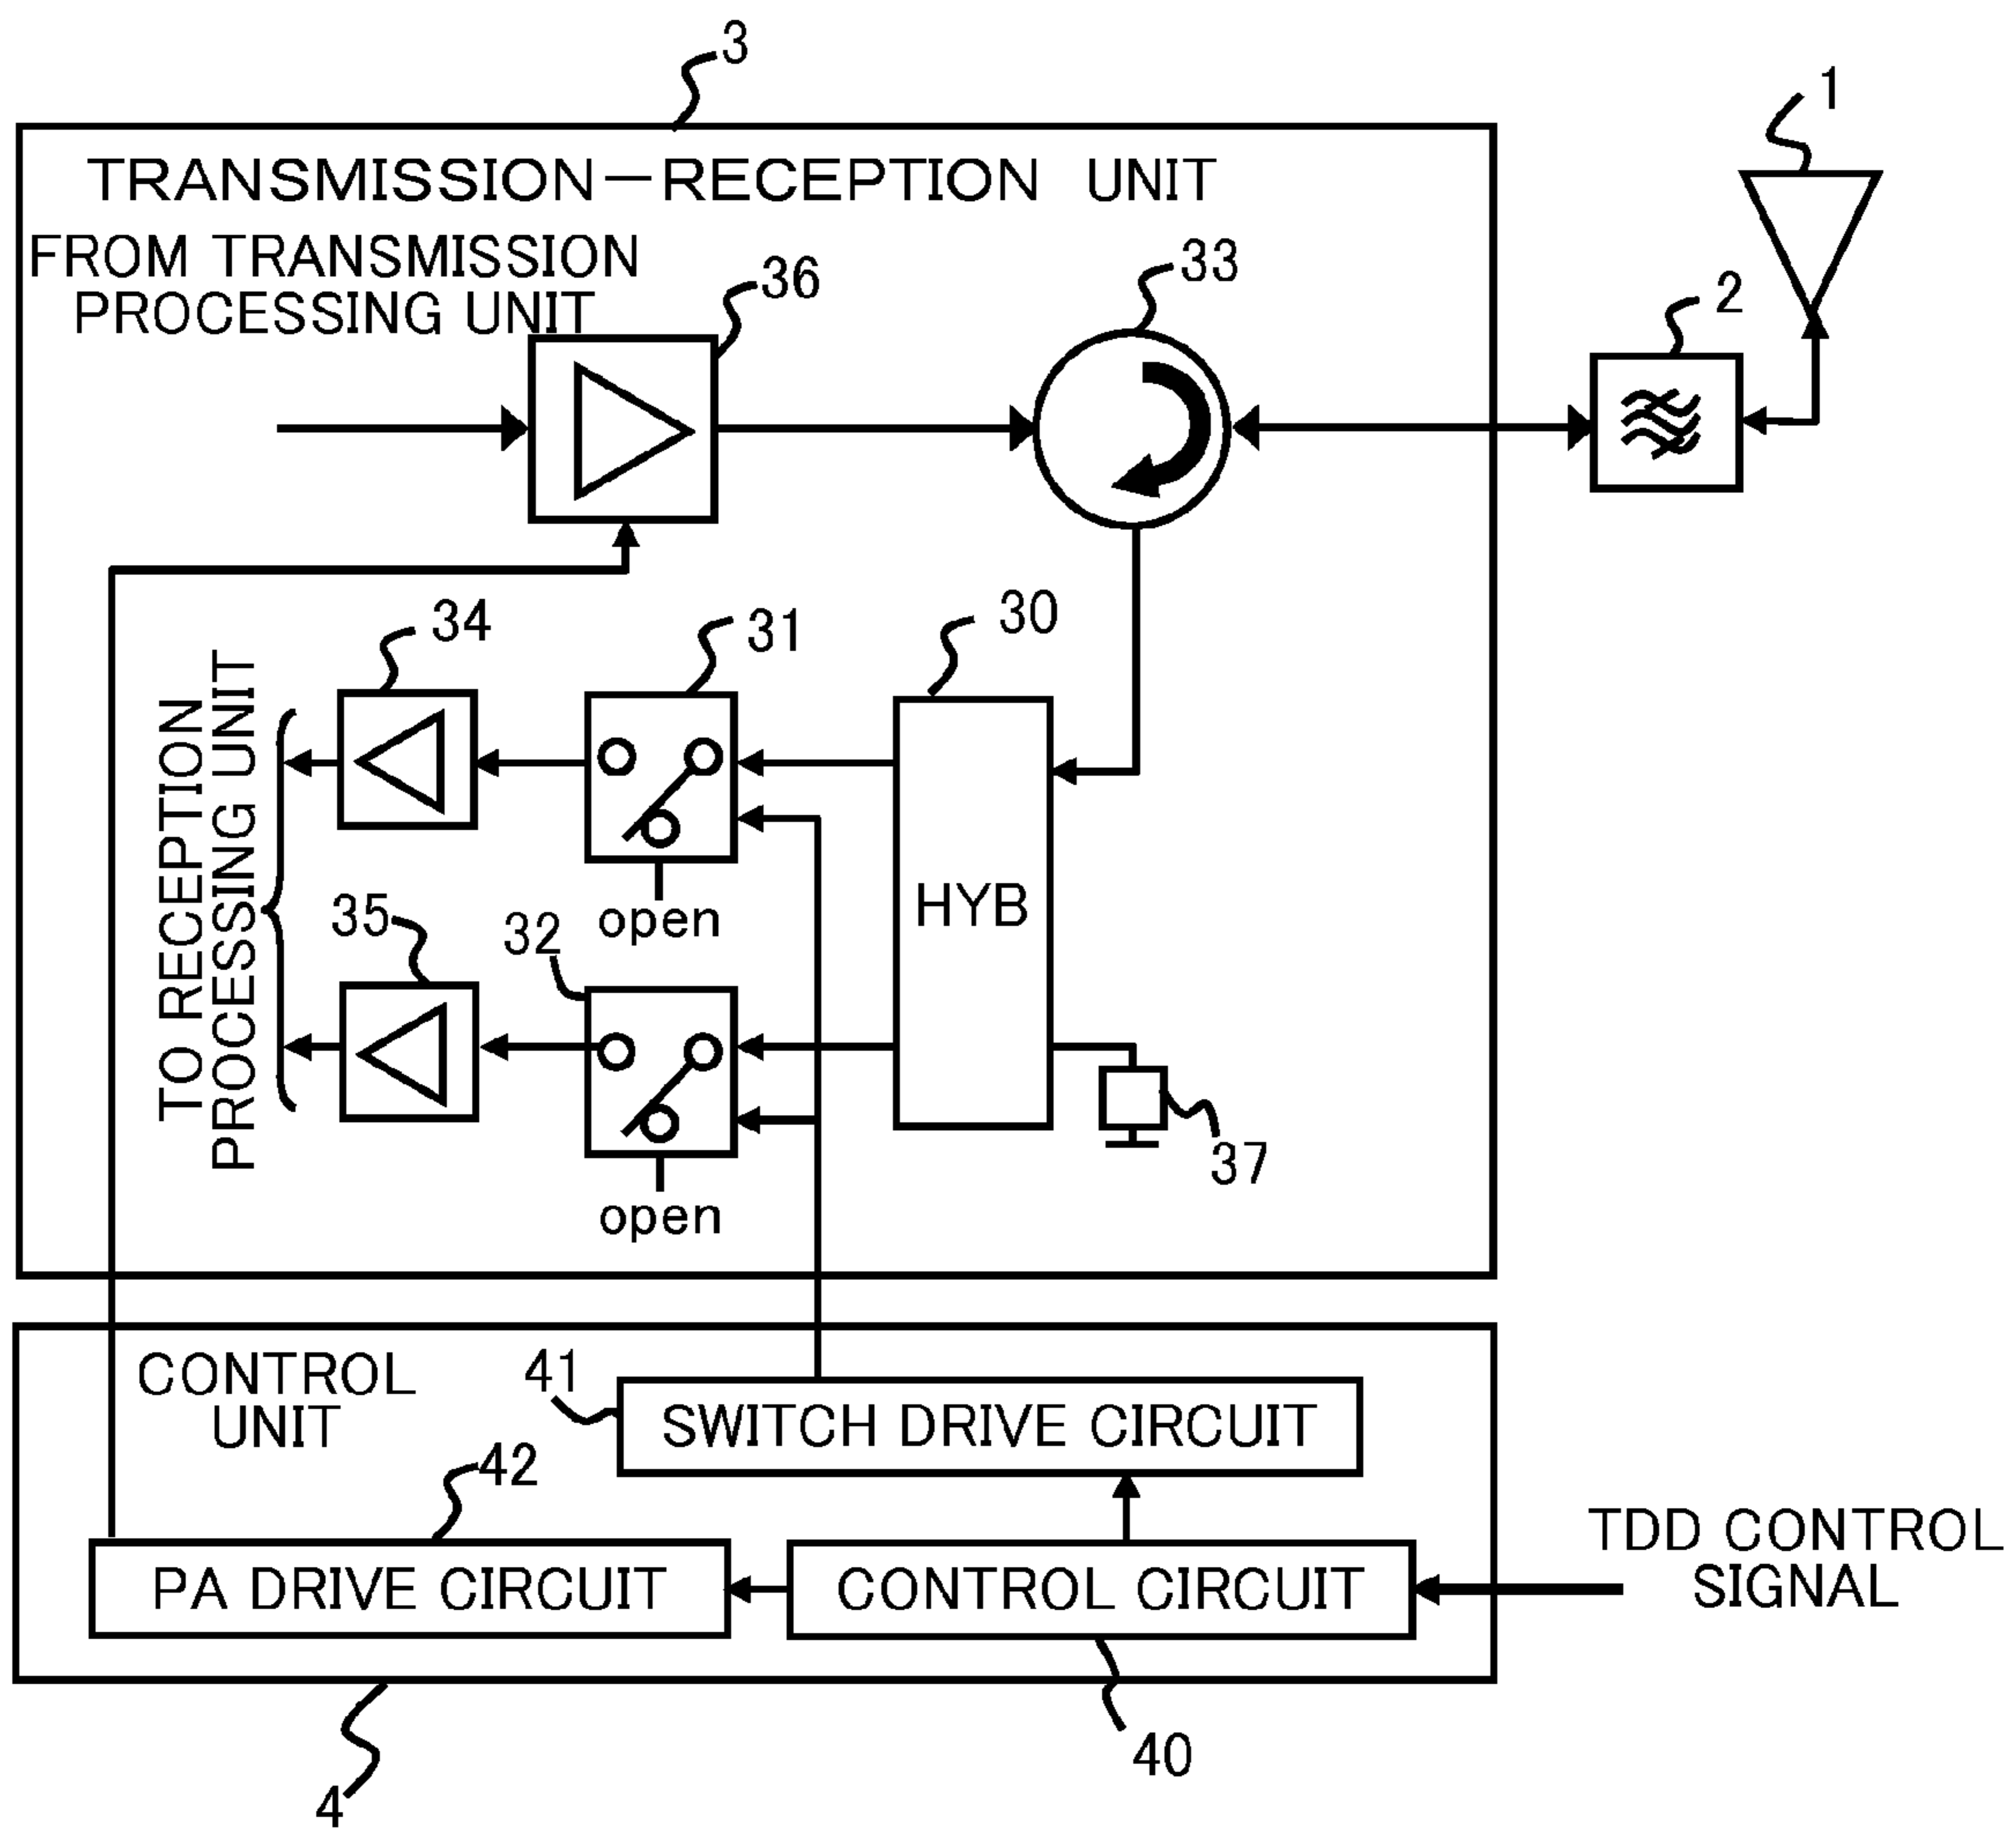 3
1
TRANSMISSION-RECEPTION UNIT
FROM TRANSMISSION
PROCESSING UNIT
36
33
2
34
31
30
TO RECEPTION
PROCESSING UNIT
open
35
32
HYB
37
open
CONTROL
UNIT
41
SWITCH DRIVE CIRCUIT
42
PA DRIVE CIRCUIT
CONTROL CIRCUIT
TDD CONTROL
SIGNAL
40
4